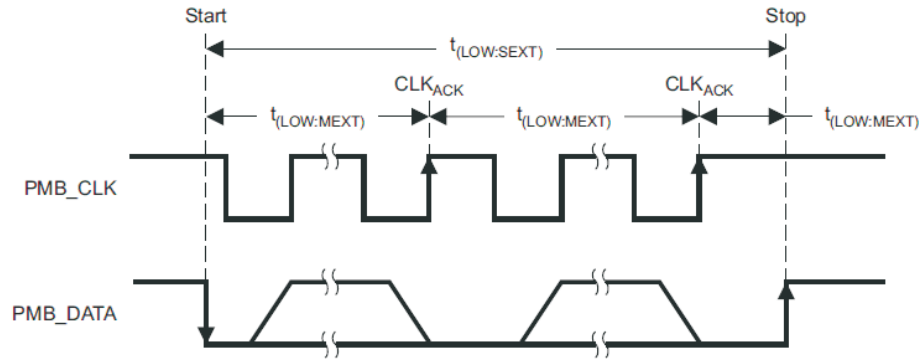 Start Stop
t(LOW:SEXT)
CLKACK CLKACK
t(LOW:MEXT) t(LOW:MEXT) t(LOW:MEXT)
PMB_CLK
PMB_DATA